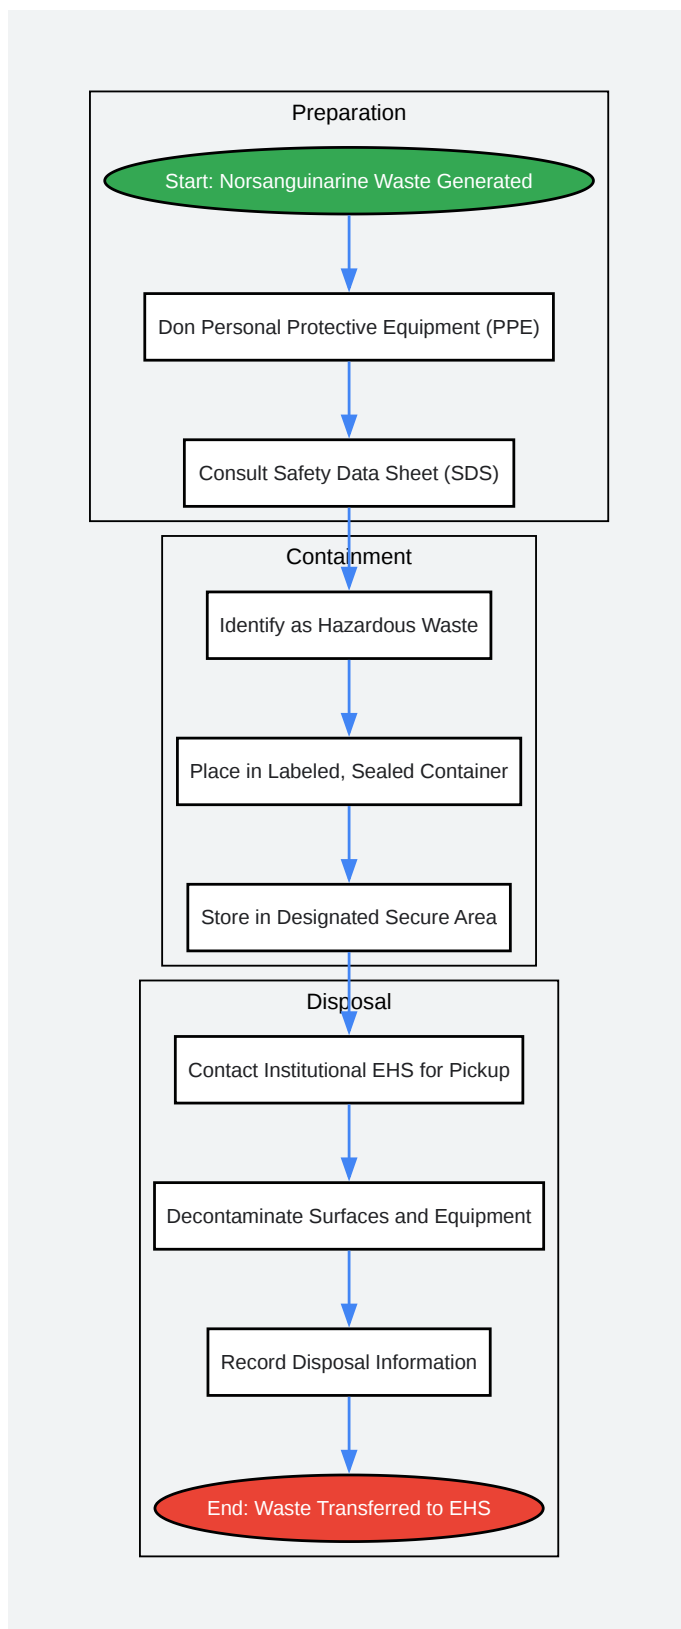 Preparation
Start: Norsanguinarine Waste Generated
Don Personal Protective Equipment (PPE)
Consult Safety Data Sheet (SDS)
Containment
Identify as Hazardous Waste
Place in Labeled, Sealed Container
Store in Designated Secure Area
Disposal
Contact Institutional EHS for Pickup
Decontaminate Surfaces and Equipment
Record Disposal Information
End: Waste Transferred to EHS